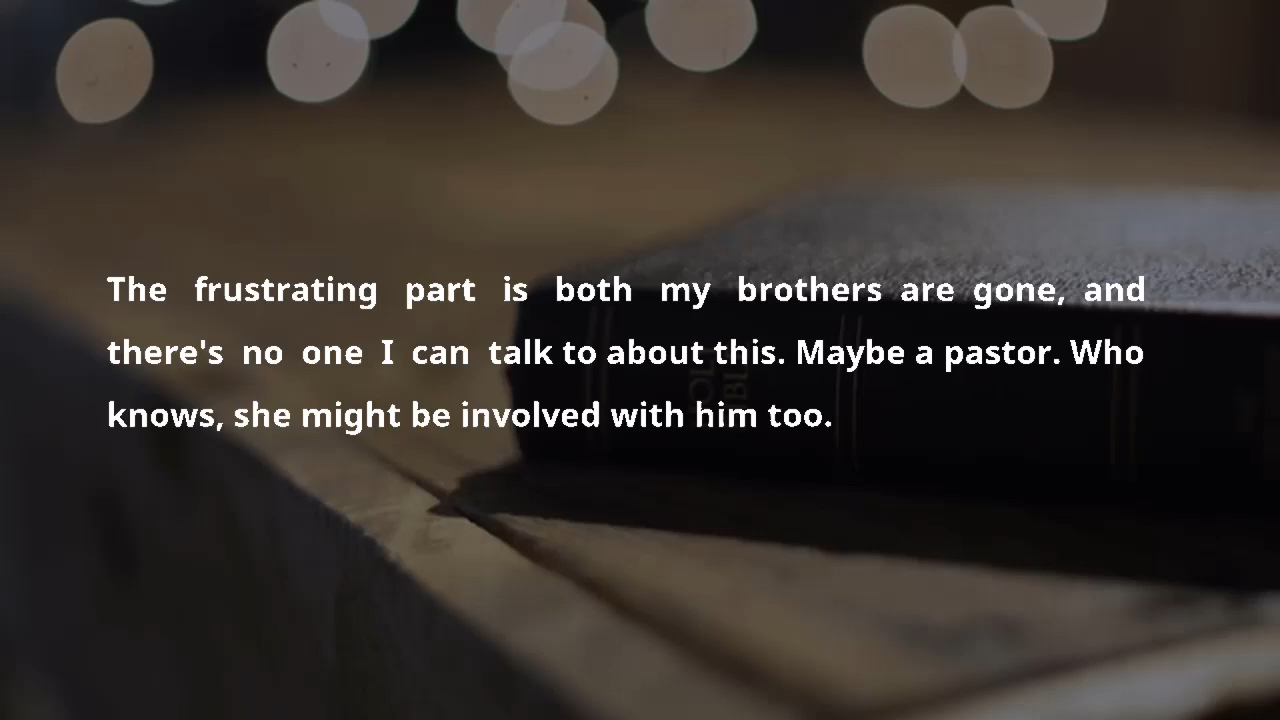 The frustrating part is both my brothers are gone, and
there's no one I can talk to about this. Maybe a pastor. Who
knows, she might be involved with him too.